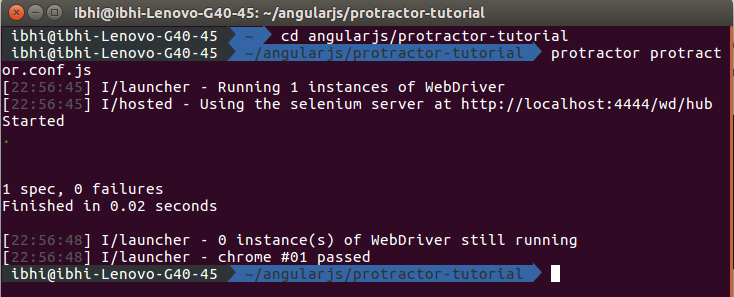 ibhi@ibhi-Lenovo-G40-45: ~/angularjs/protractor-tutorial
ibhi@ibhi-Lenovo-G40-45 ~ cd angularjs/protractor-tutorial
ibhi@ibhi-Lenovo-G40-45 ~/angularjs/protractor-tutorial protractor protract
or.conf.js
[22:56:45] I/launcher - Running 1 instances of WebDriver
[22:56:45] I/hosted - Using the selenium server at http://localhost:4444/wd/hub
Started
.
1 spec, 0 failures
Finished in 0.02 seconds
[22:56:48] I/launcher - 0 instance(s) of WebDriver still running
[22:56:48] I/launcher - chrome #01 passed
ibhi@ibhi-Lenovo-G40-45 ~/angularjs/protractor-tutorial